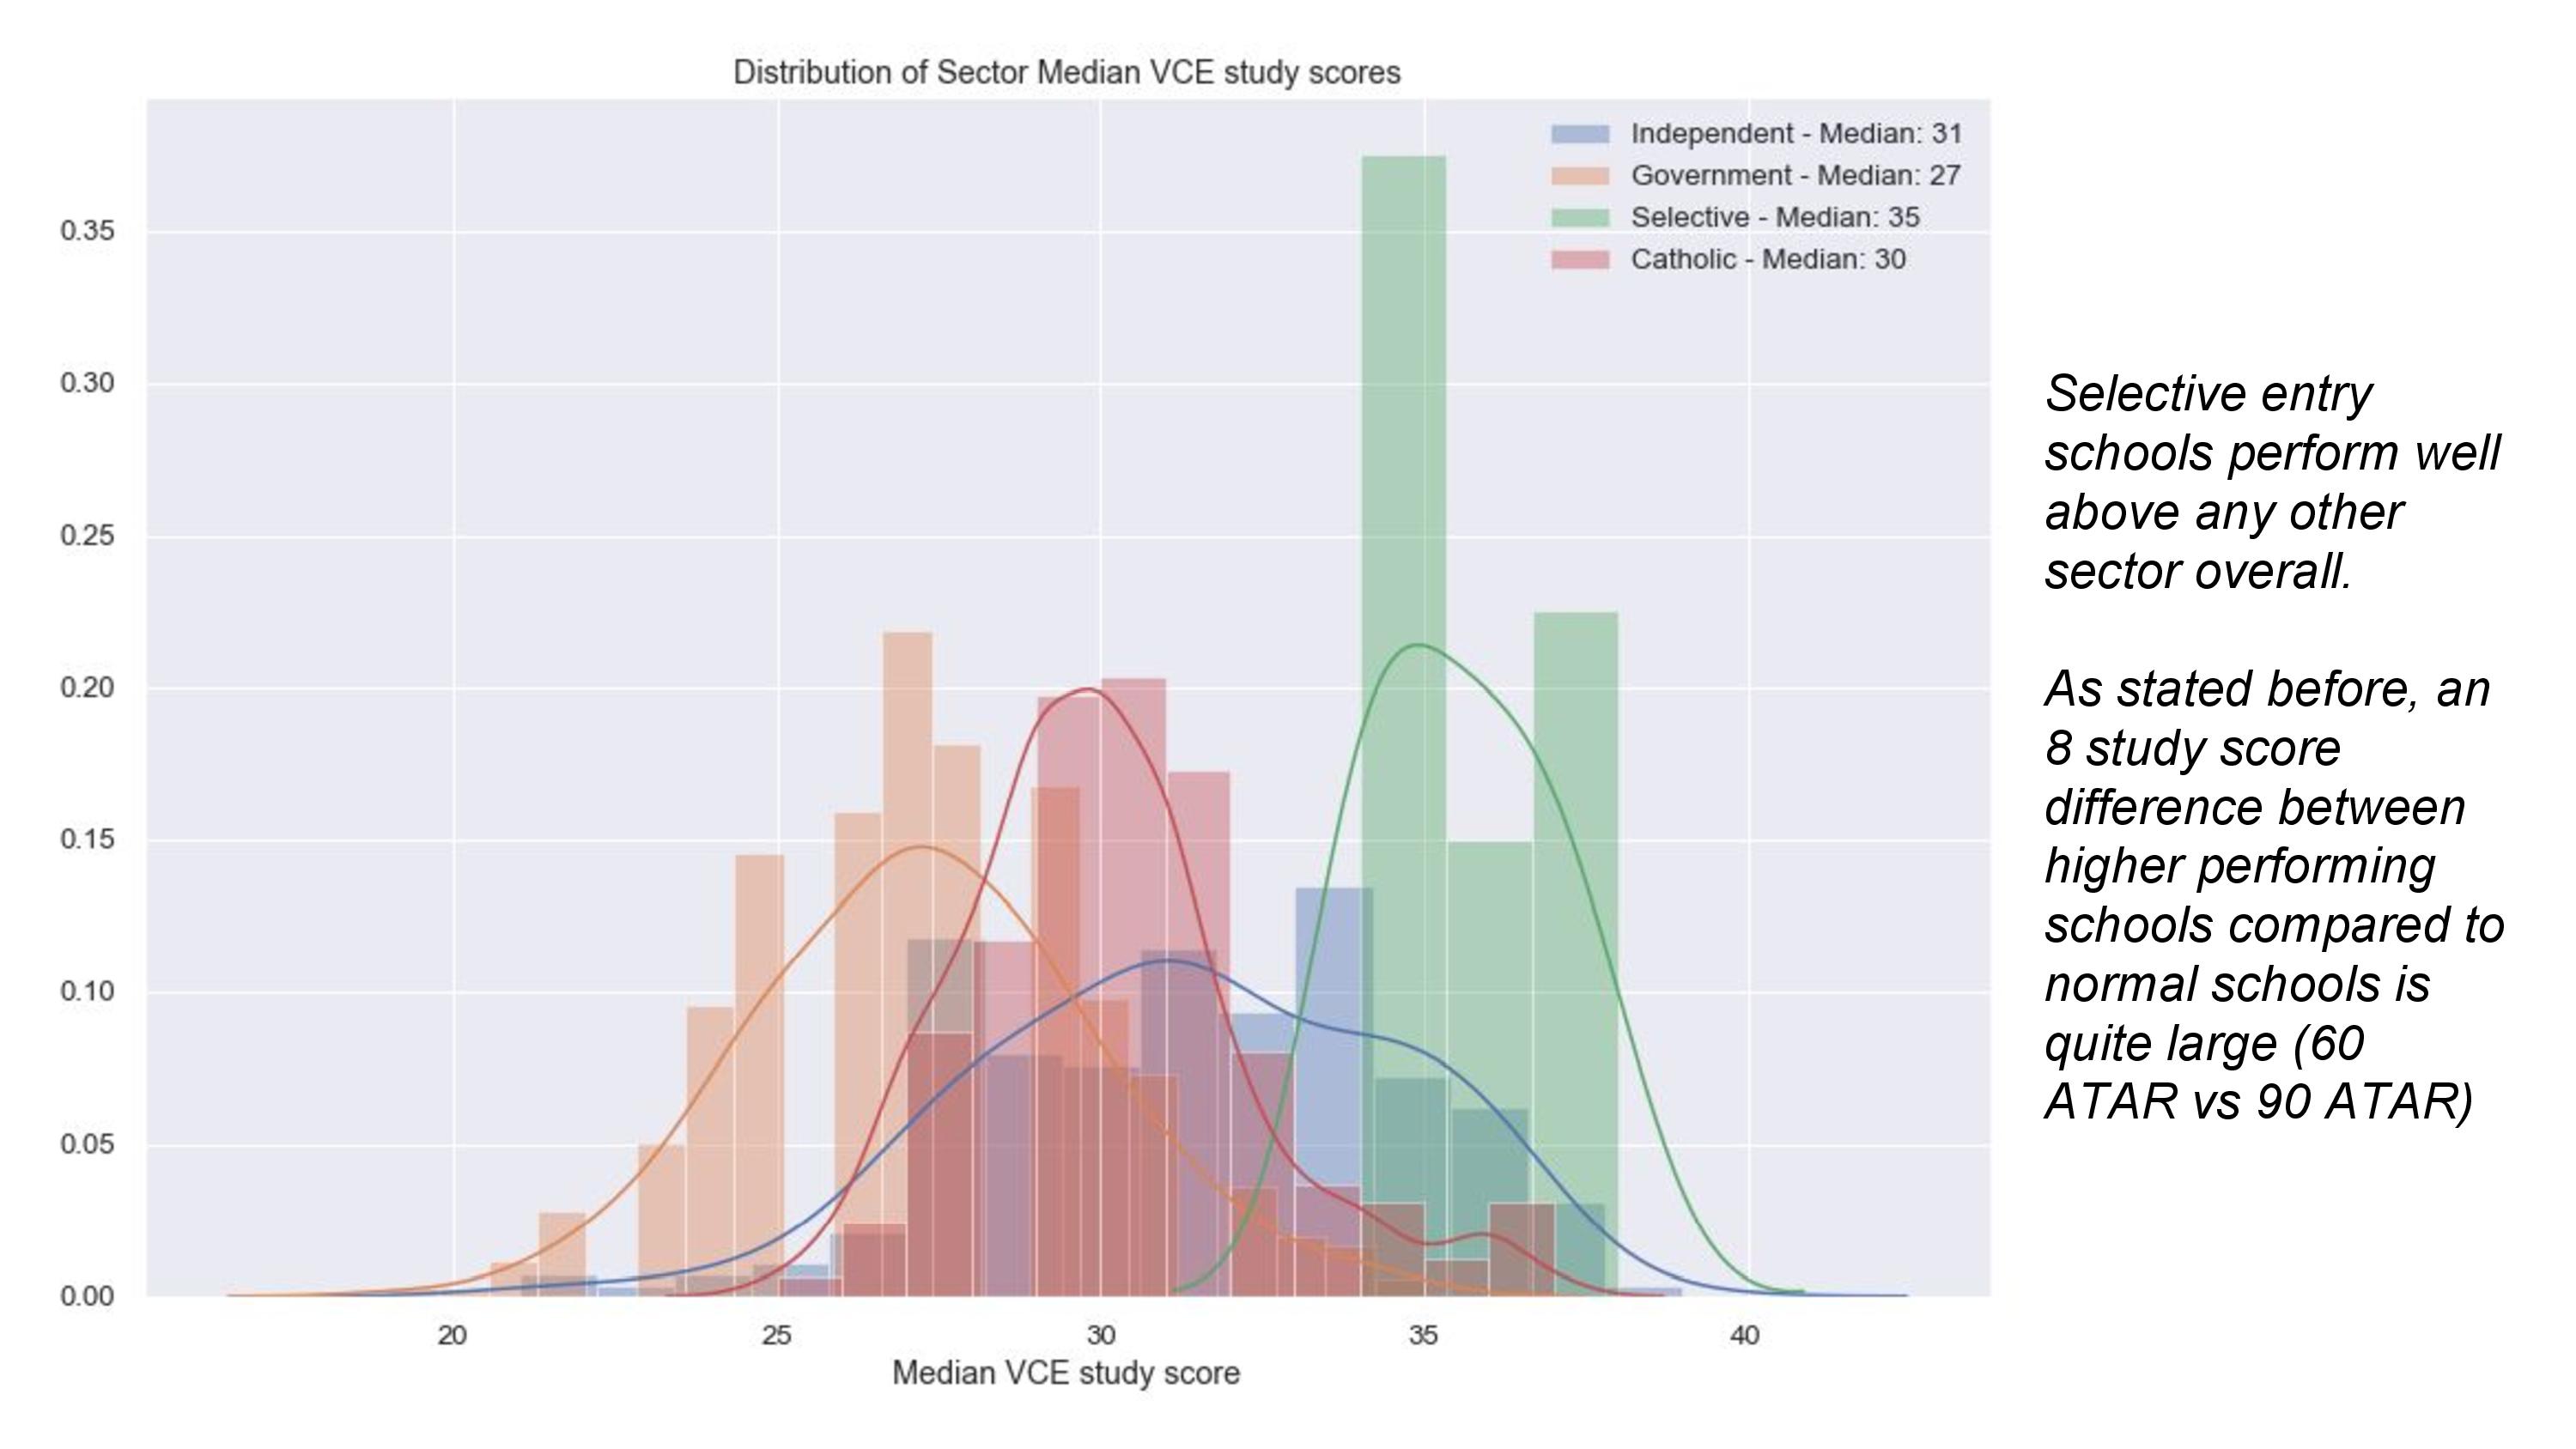 Distribution of Sector Median VCE study scores
Independent - Median: 31
Government - Median: 27
Selective - Median: 35
Catholic - Median: 30
0.35
0.30
0.25
0.20
0.15
0.10
0.05
0.00
20 25 30 35 40
Median VCE study score
Selective entry
schools perform well
above any other
sector overall.
As stated before, an
8 study score
difference between
higher performing
schools compared to
normal schools is
quite large (60
ATAR vs 90 ATAR)